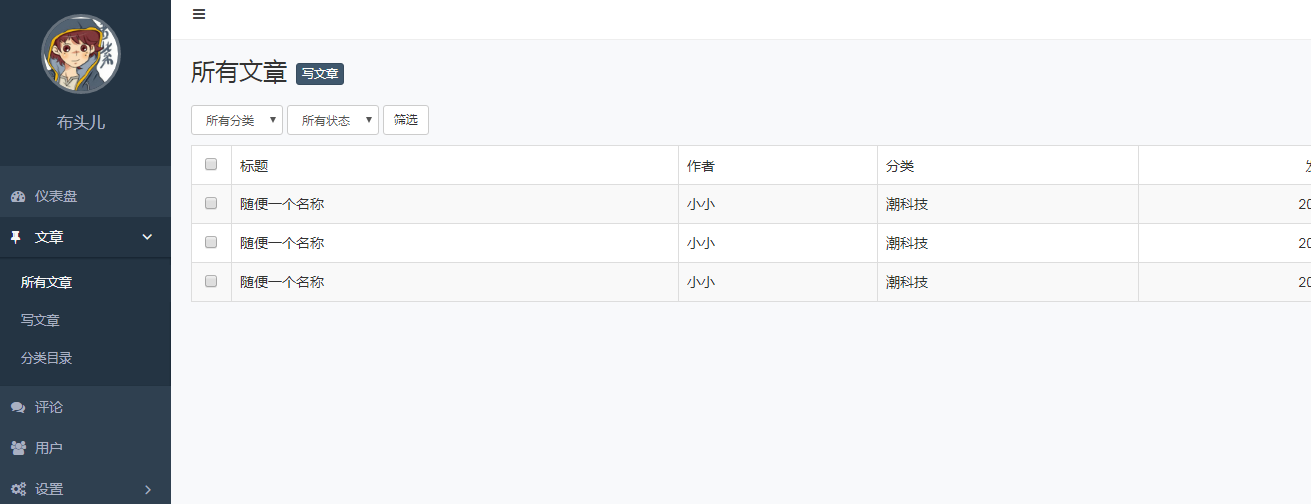 布头儿
仪表盘
文章
所有文章
写文章
分类目录
评论
用户
设置
所有文章 写文章
所有分类 所有状态 筛选
标题 作者 分类
随便一个名称 小小 潮科技 20
随便一个名称 小小 潮科技 20
随便一个名称 小小 潮科技 20